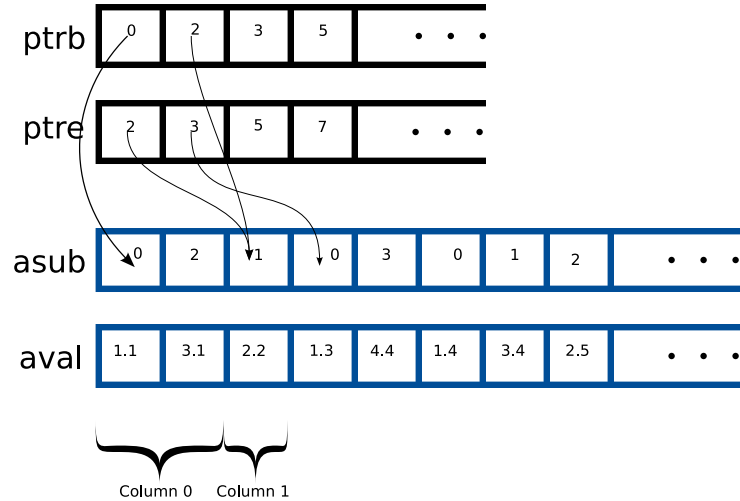 ptrb 0 2 3 5 • • •
ptre 2 3 5 7 • • •
asub 0 2 1 0 3 0 1 2 • • •
aval 1.1 3.1 2.2 1.3 4.4 1.4 3.4 2.5 • • •
Column 0 Column 1